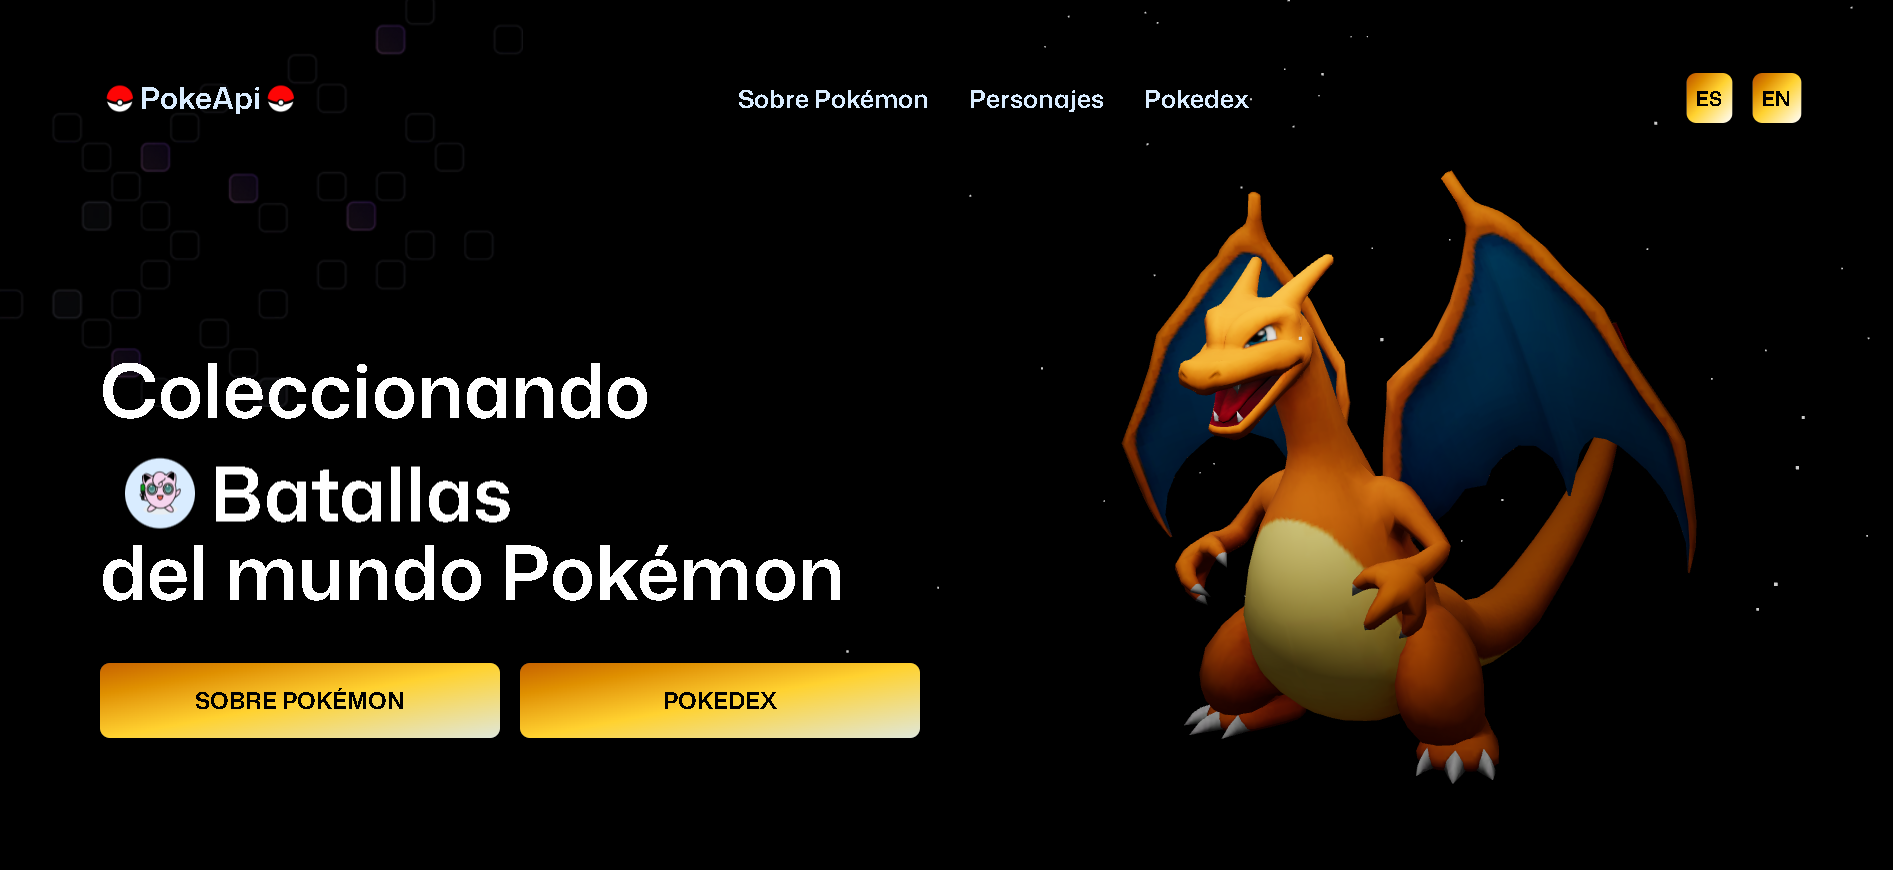 PokeApi
Sobre Pokémon
Personajes
Pokedex
ES
EN
Coleccionando
Batallas
del mundo Pokémon
SOBRE POKÉMON
POKEDEX